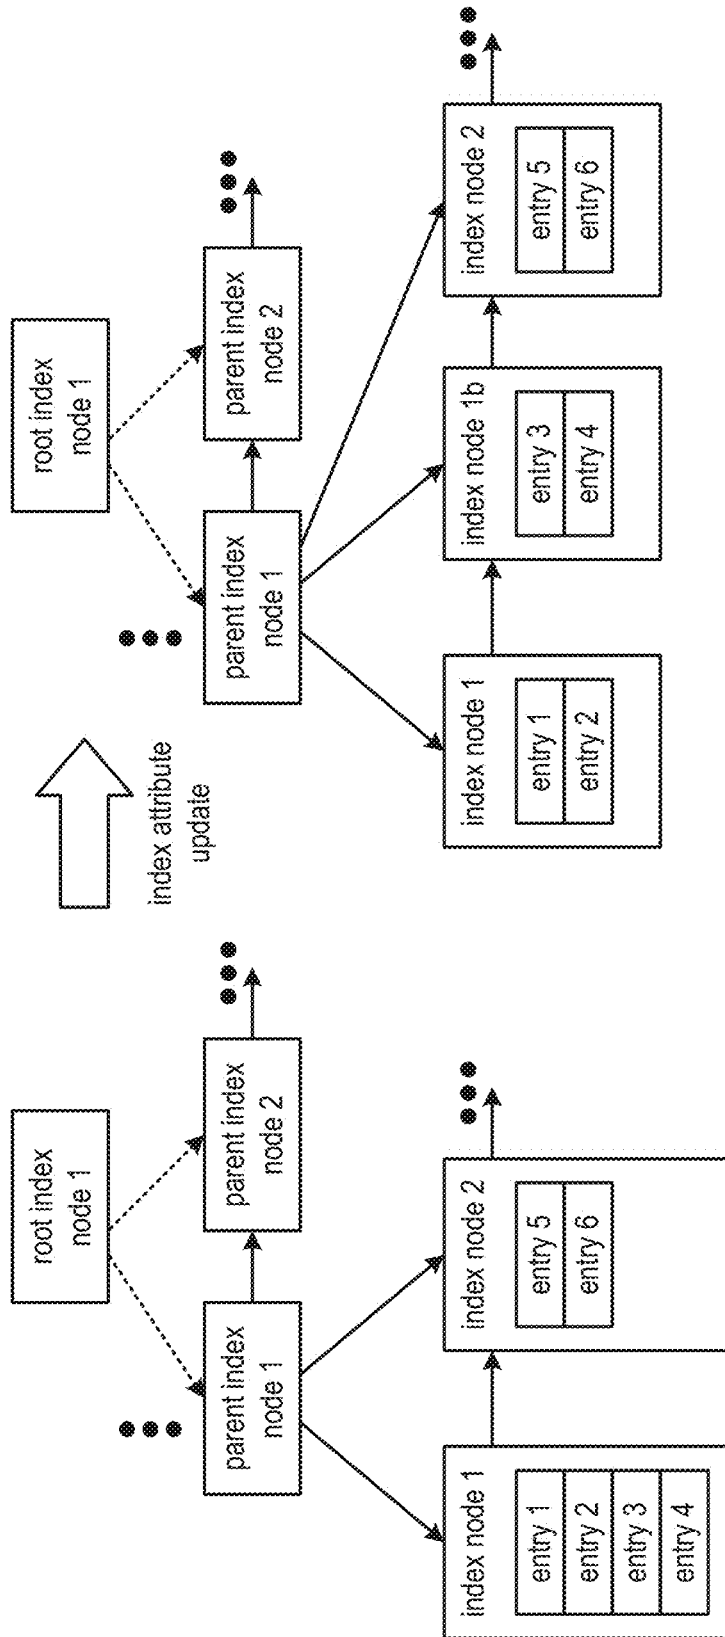 root index
node 1
parent index
node 1
parent index
node 2
index node 1
entry 1
entry 2
entry 3
entry 4
index node 2
entry 5
entry 6
index attribute
update
root index
node 1
parent index
node 1
parent index
node 2
index node 1
entry 1
entry 2
index node 1b
entry 3
entry 4
index node 2
entry 5
entry 6